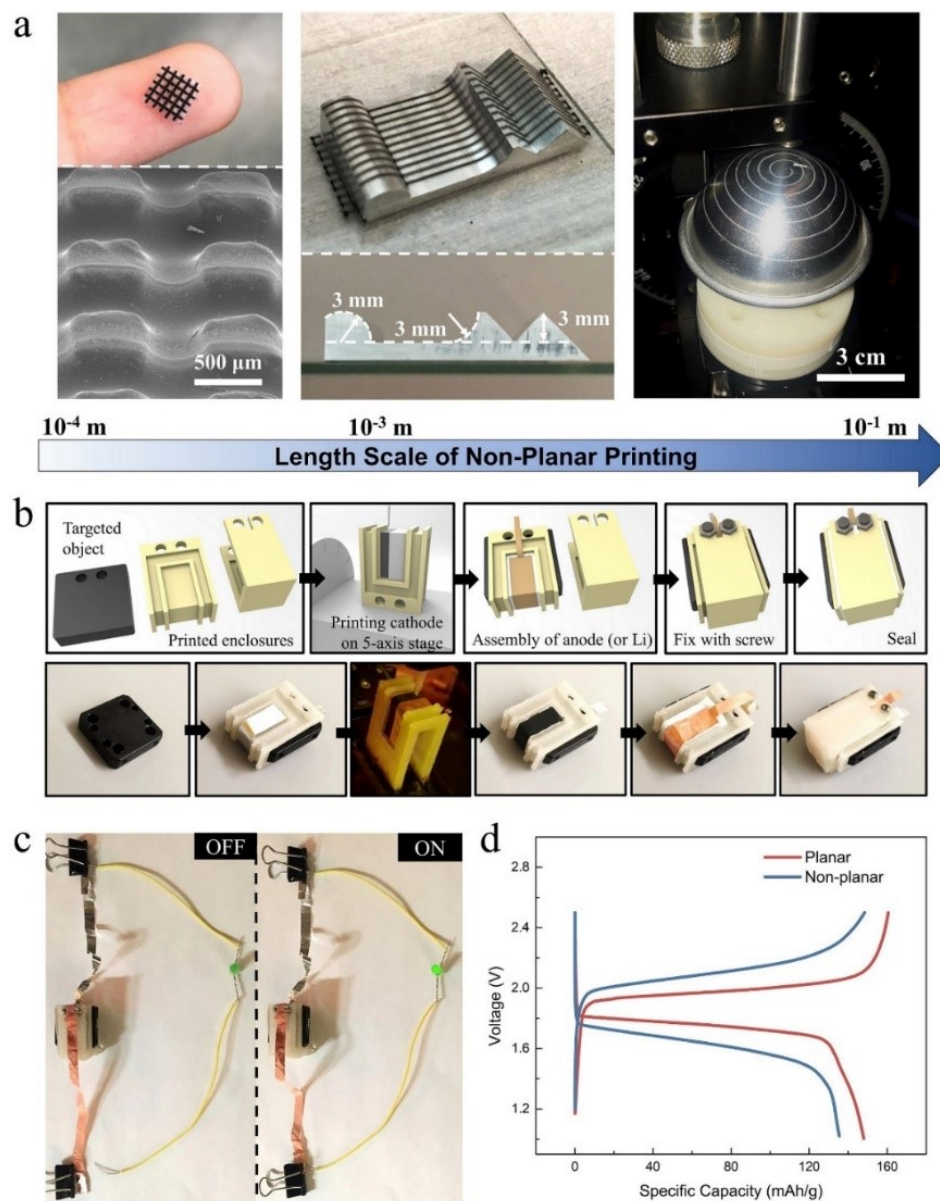 a
500 µm
3 mm
3 mm
3 mm
3 cm
10-4 m
10-3 m
10-1 m
Length Scale of Non-Planar Printing
b
Targeted
object
Printed enclosures
Printing cathode
on 5-axis stage
Assembly of anode (or Li)
Fix with screw
Seal
c
OFF
ON
d
Planar
Non-planar
Voltage (V)
2.8
2.4
2.0
1.6
1.2
0 40 80 120 160
Specific Capacity (mAh/g)